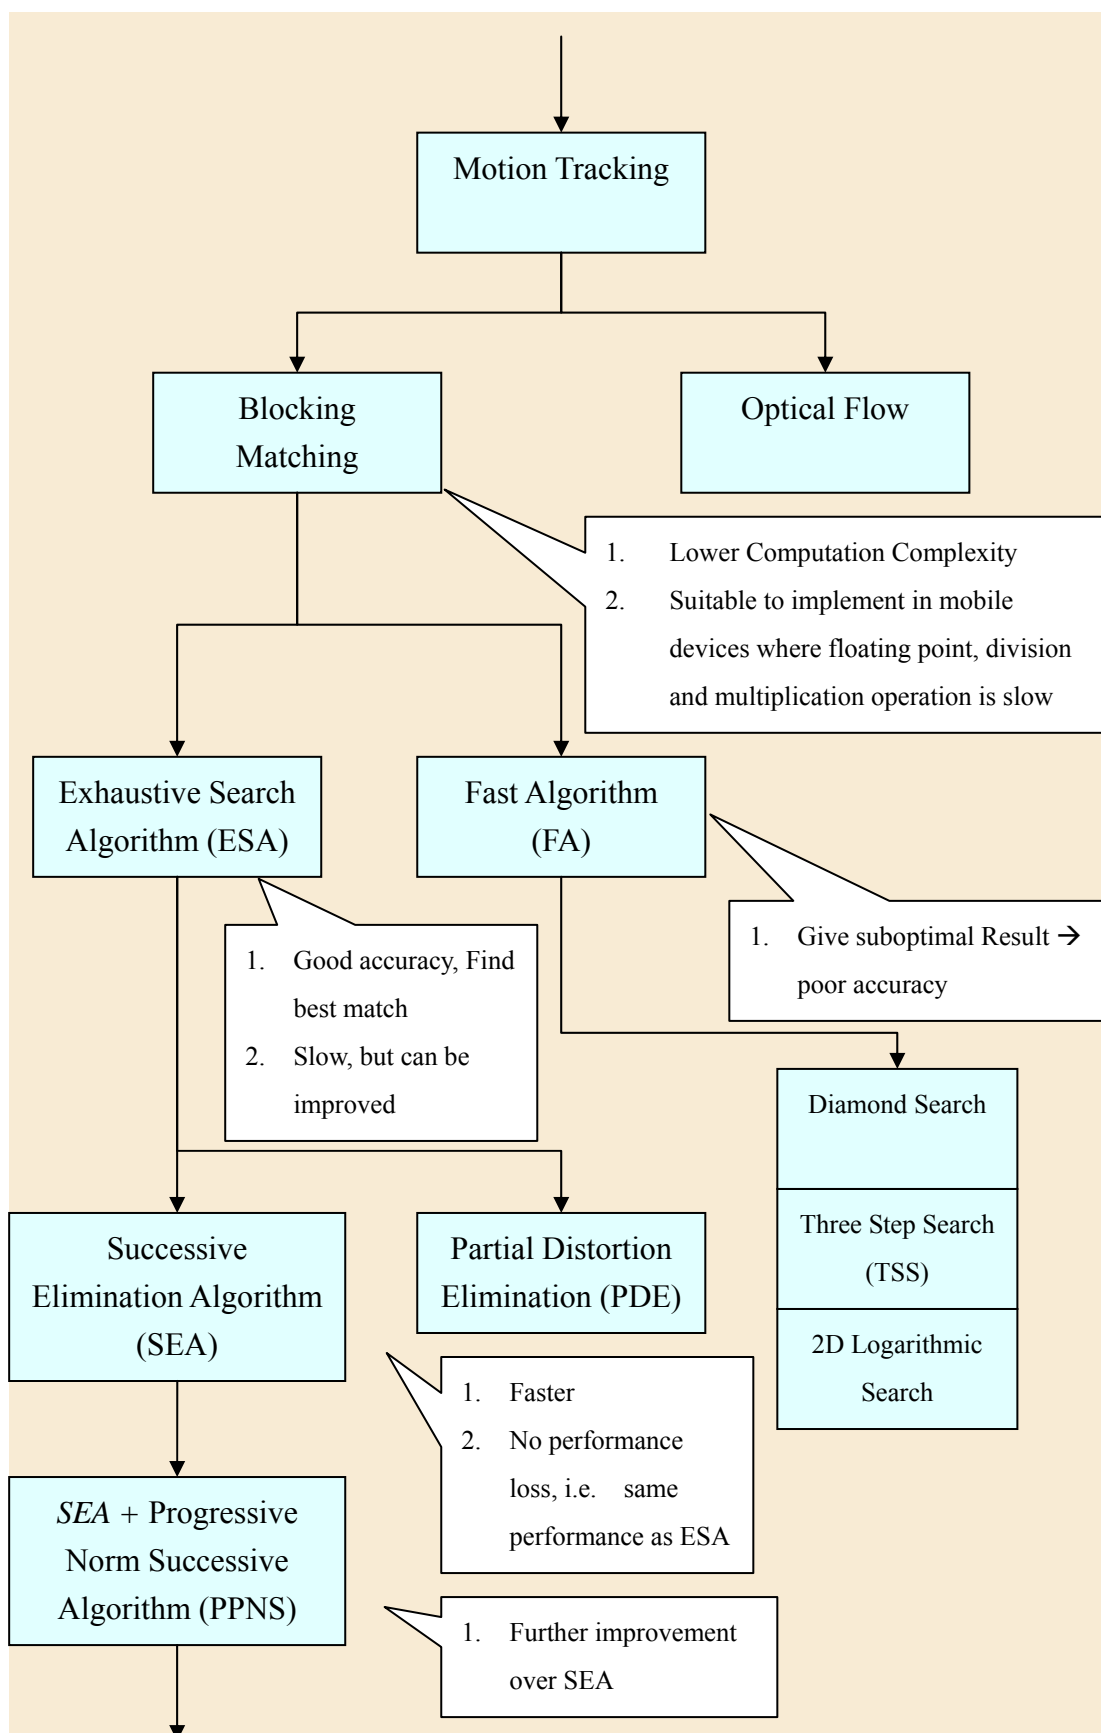 Motion Tracking
Blocking
Matching
Optical Flow
1. Lower Computation Complexity
2. Suitable to implement in mobile
devices where floating point, division
and multiplication operation is slow
Exhaustive Search
Algorithm (ESA)
Fast Algorithm
(FA)
1. Good accuracy, Find
best match
2. Slow, but can be
improved
1. Give suboptimal Result →
poor accuracy
Diamond Search
Three Step Search
(TSS)
2D Logarithmic
Search
Successive
Elimination Algorithm
(SEA)
Partial Distortion
Elimination (PDE)
1. Faster
2. No performance
loss, i.e. same
performance as ESA
SEA + Progressive
Norm Successive
Algorithm (PPNS)
1. Further improvement
over SEA